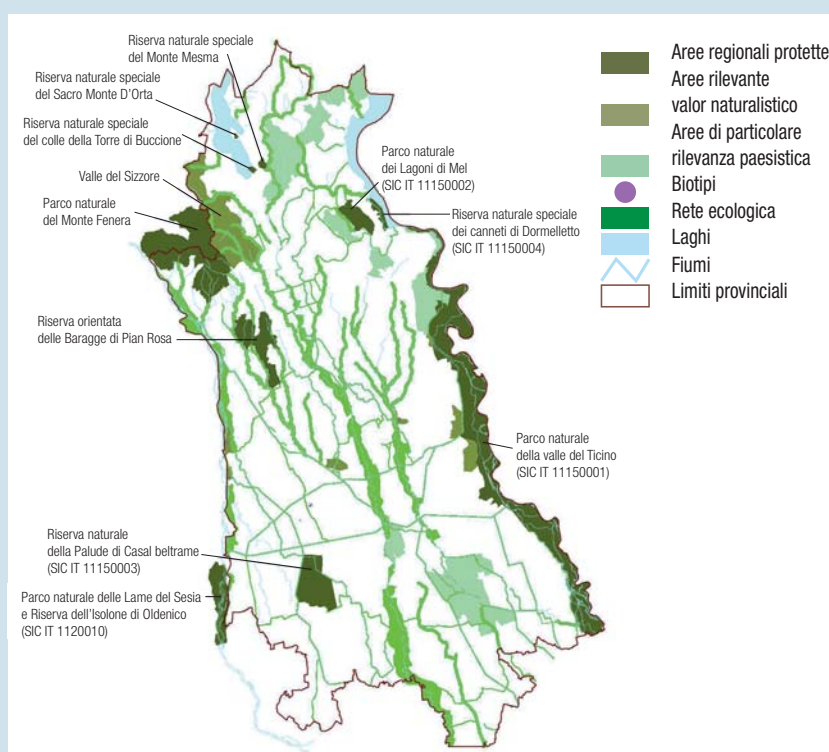 Riserva naturale speciale
del Monte Mesma
Riserva naturale speciale
del Sacro Monte D'Orta
Riserva naturale speciale
del colle della Torre di Buccione
Valle del Sizzore
Parco naturale
del Monte Fenera
Parco naturale
dei Lagoni di Mel
(SIC IT 11150002)
Riserva naturale speciale
dei canneti di Dormelletto
(SIC IT 11150004)
Riserva orientata
delle Baragge di Pian Rosa
Parco naturale
della valle del Ticino
(SIC IT 11150001)
Riserva naturale
della Palude di Casal beltrame
(SIC IT 11150003)
Parco naturale delle Lame del Sesia
e Riserva dell'Isolone di Oldenico
(SIC IT 1120010)
Aree regionali protette
Aree rilevante
valor naturalistico
Aree di particolare
rilevanza paesistica
Biotipi
Rete ecologica
Laghi
Fiumi
Limiti provinciali